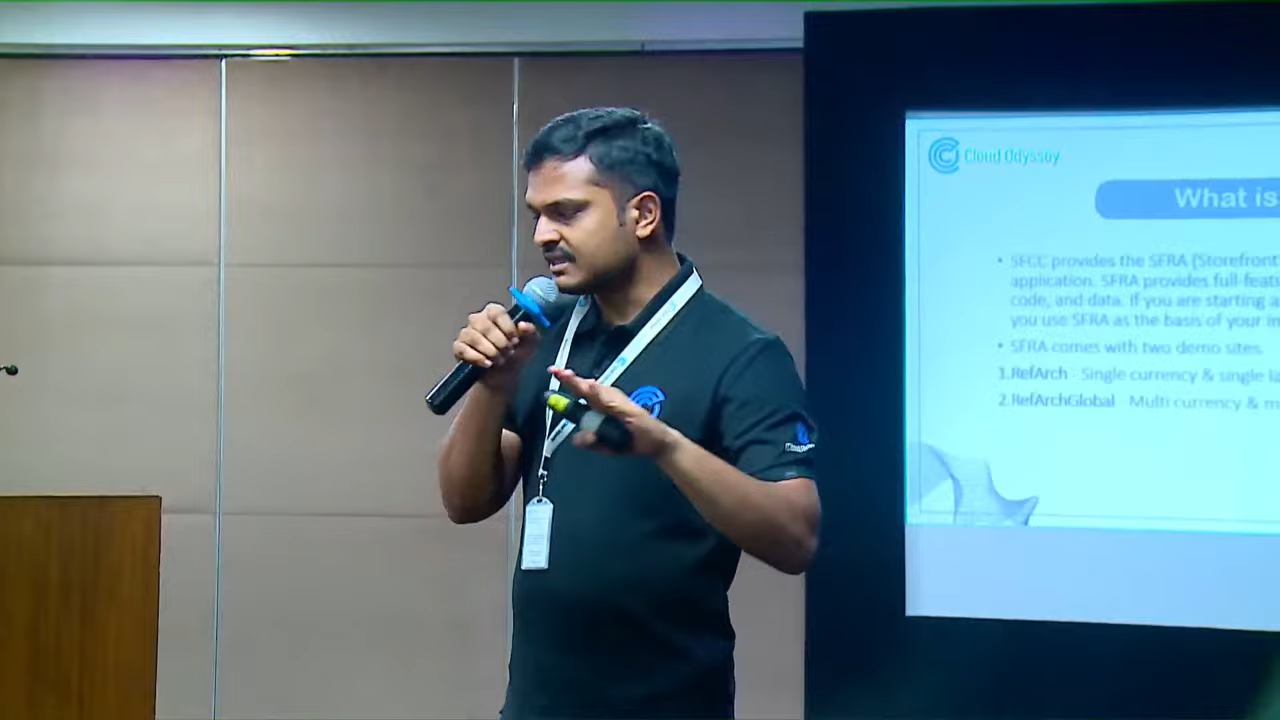 Cloud Odyssey
What is
• SFCC provides the SFRA (Storefront
application. SFRA provides full-feat
code, and data. If you are starting a
you use SFRA as the basis of your im
• SFRA comes with two demo sites.
1.RefArch - Single currency & single la
2.RefArchGlobal - Multi currency & m